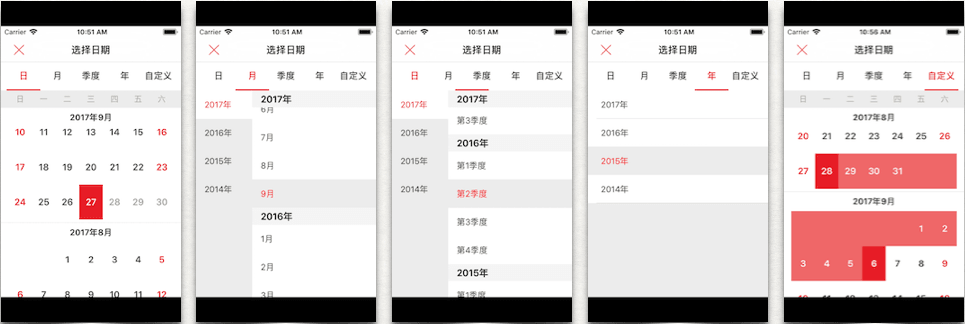 Carrier 10:51 AM
选择日期
日 月 季度 年 自定义
日 一 二 三 四 五 六
2017年9月
10 11 12 13 14 15 16
17 18 19 20 21 22 23
24 25 26 27 28 29 30
2017年8月
1 2 3 4 5
6 7 8 9 10 11 12
Carrier 10:51 AM
选择日期
日 月 季度 年 自定义
2017年
2016年
2015年
2014年
2017年
6月
7月
8月
9月
2016年
1月
2月
3月
Carrier 10:51 AM
选择日期
日 月 季度 年 自定义
2017年
2016年
2015年
2014年
2017年
第3季度
2016年
第1季度
第2季度
第3季度
第4季度
2015年
第1季度
Carrier 10:51 AM
选择日期
日 月 季度 年 自定义
2017年
2016年
2015年
2014年
Carrier 10:56 AM
选择日期
日 月 季度 年 自定义
日 一 二 三 四 五 六
2017年8月
20 21 22 23 24 25 26
27 28 29 30 31
2017年9月
1 2
3 4 5 6 7 8 9
10 11 12 13 14 15 16